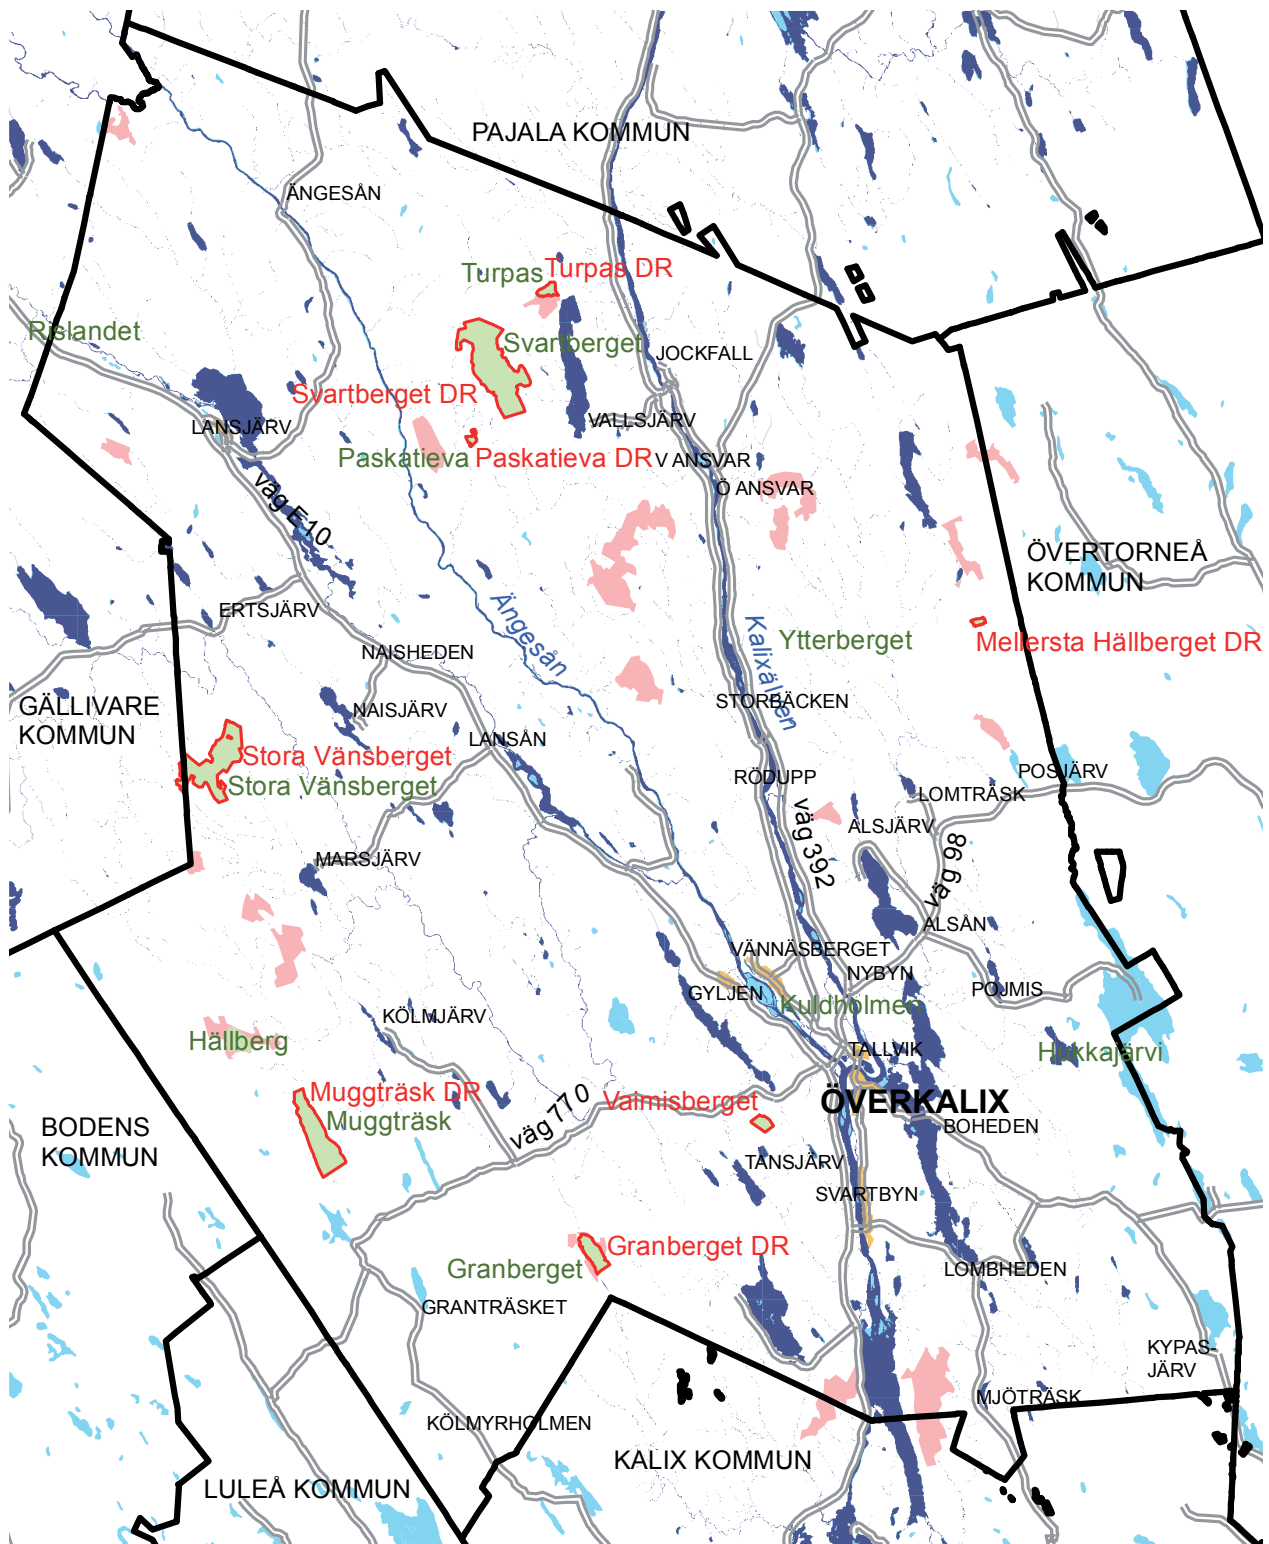 PAJALA KOMMUN
ÄNGESÅN
Turpas
Turpas DR
Rislandet
Svartberget
JOCKFALL
Svartberget DR
LANSJÄRV
VALLSJÄRV
Paskatieva
Paskatieva DR
V ANSVAR
Ö ANSVAR
väg E10
ÖVERTORNEÅ
KOMMUN
Ängesån
ERTSJÄRV
Kalixälven
Ytterberget
Mellersta Hällberget DR
NAISHEDEN
GÄLLIVARE
KOMMUN
NAISJÄRV
STORBÄCKEN
LANSÅN
Stora Vänsberget
Stora Vänsberget
RÖDUPP
POSJÄRV
LOMTRÄSK
väg 392
ALSJÄRV
väg 98
MARSJÄRV
ALSÅN
VÄNNÄSBERGET
NYBYN
GYLJEN
POJMIS
Kuldholmen
KÖLMJÄRV
Hällberg
TALLVIK
Hukkajärvi
Muggträsk DR
Muggträsk
Vaimisberget
ÖVERKALIX
väg 770
BODENS
KOMMUN
BOHEDEN
TANSJÄRV
SVARTBYN
Granberget DR
Granberget
LOMBHEDEN
GRANTRÄSKET
KYPAS-
JÄRV
MJÖTRÄSK
KÖLMYRHOLMEN
KALIX KOMMUN
LULEÅ KOMMUN